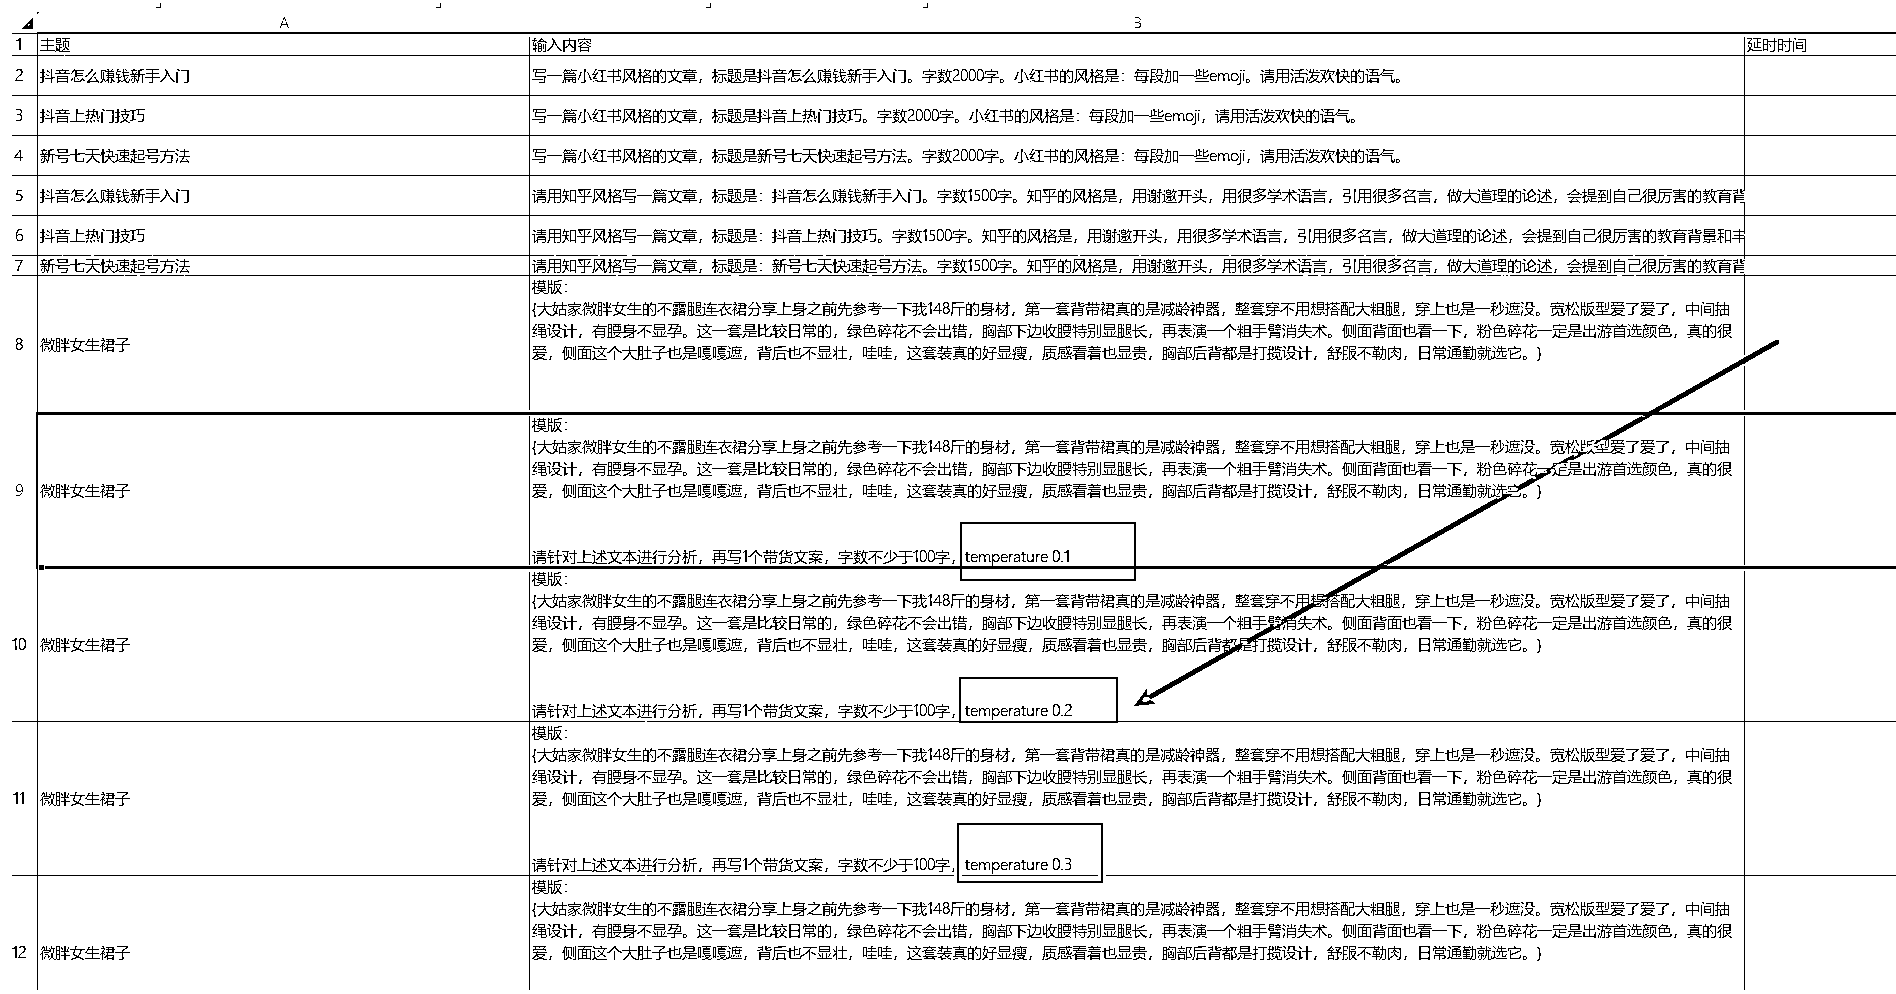 A
B
1
主题
输入内容
延时时间
2
抖音怎么赚钱新手入门
写一篇小红书风格的文章，标题是抖音怎么赚钱新手入门。字数2000字。小红书的风格是：每段加一些emoji。请用活泼欢快的语气。
3
抖音上热门技巧
写一篇小红书风格的文章，标题是抖音上热门技巧。字数2000字。小红书的风格是：每段加一些emoji，请用活泼欢快的语气。
4
新号七天快速起号方法
写一篇小红书风格的文章，标题是新号七天快速起号方法。字数2000字。小红书的风格是：每段加一些emoji，请用活泼欢快的语气。
5
抖音怎么赚钱新手入门
请用知乎风格写一篇文章，标题是：抖音怎么赚钱新手入门。字数1500字。知乎的风格是，用谢邀开头，用很多学术语言，引用很多名言，做大道理的论述，会提到自己很厉害的教育背
6
抖音上热门技巧
请用知乎风格写一篇文章，标题是：抖音上热门技巧。字数1500字。知乎的风格是，用谢邀开头，用很多学术语言，引用很多名言，做大道理的论述，会提到自己很厉害的教育背景和丰
7
新号七天快速起号方法
请用知乎风格写一篇文章，标题是：新号七天快速起号方法。字数1500字。知乎的风格是，用谢邀开头，用很多学术语言，引用很多名言，做大道理的论述，会提到自己很厉害的教育背
8
微胖女生裙子
模版：
{大姑家微胖女生的不露腿连衣裙分享上身之前先参考一下我148斤的身材，第一套背带裙真的是减龄神器，整套穿不用想搭配大粗腿，穿上也是一秒遮没。宽松版型爱了爱了，中间抽
绳设计，有腰身不显孕。这一套是比较日常的，绿色碎花不会出错，胸部下边收腰特别显腿长，再表演一个粗手臂消失术。侧面背面也看一下，粉色碎花一定是出游首选颜色，真的很
爱，侧面这个大肚子也是嘎嘎遮，背后也不显壮，哇哇，这套装真的好显瘦，质感看着也显贵，胸部后背都是打揽设计，舒服不勒肉，日常通勤就选它。}
9
微胖女生裙子
模版：
{大姑家微胖女生的不露腿连衣裙分享上身之前先参考一下我148斤的身材，第一套背带裙真的是减龄神器，整套穿不用想搭配大粗腿，穿上也是一秒遮没。宽松版型爱了爱了，中间抽
绳设计，有腰身不显孕。这一套是比较日常的，绿色碎花不会出错，胸部下边收腰特别显腿长，再表演一个粗手臂消失术。侧面背面也看一下，粉色碎花一定是出游首选颜色，真的很
爱，侧面这个大肚子也是嘎嘎遮，背后也不显壮，哇哇，这套装真的好显瘦，质感看着也显贵，胸部后背都是打揽设计，舒服不勒肉，日常通勤就选它。}
请针对上述文本进行分析，再写1个带货文案，字数不少于100字，temperature 0.1
10
微胖女生裙子
模版：
{大姑家微胖女生的不露腿连衣裙分享上身之前先参考一下我148斤的身材，第一套背带裙真的是减龄神器，整套穿不用想搭配大粗腿，穿上也是一秒遮没。宽松版型爱了爱了，中间抽
绳设计，有腰身不显孕。这一套是比较日常的，绿色碎花不会出错，胸部下边收腰特别显腿长，再表演一个粗手臂消失术。侧面背面也看一下，粉色碎花一定是出游首选颜色，真的很
爱，侧面这个大肚子也是嘎嘎遮，背后也不显壮，哇哇，这套装真的好显瘦，质感看着也显贵，胸部后背都是打揽设计，舒服不勒肉，日常通勤就选它。}
请针对上述文本进行分析，再写1个带货文案，字数不少于100字，temperature 0.2
11
微胖女生裙子
模版：
{大姑家微胖女生的不露腿连衣裙分享上身之前先参考一下我148斤的身材，第一套背带裙真的是减龄神器，整套穿不用想搭配大粗腿，穿上也是一秒遮没。宽松版型爱了爱了，中间抽
绳设计，有腰身不显孕。这一套是比较日常的，绿色碎花不会出错，胸部下边收腰特别显腿长，再表演一个粗手臂消失术。侧面背面也看一下，粉色碎花一定是出游首选颜色，真的很
爱，侧面这个大肚子也是嘎嘎遮，背后也不显壮，哇哇，这套装真的好显瘦，质感看着也显贵，胸部后背都是打揽设计，舒服不勒肉，日常通勤就选它。}
请针对上述文本进行分析，再写1个带货文案，字数不少于100字，temperature 0.3
12
微胖女生裙子
模版：
{大姑家微胖女生的不露腿连衣裙分享上身之前先参考一下我148斤的身材，第一套背带裙真的是减龄神器，整套穿不用想搭配大粗腿，穿上也是一秒遮没。宽松版型爱了爱了，中间抽
绳设计，有腰身不显孕。这一套是比较日常的，绿色碎花不会出错，胸部下边收腰特别显腿长，再表演一个粗手臂消失术。侧面背面也看一下，粉色碎花一定是出游首选颜色，真的很
爱，侧面这个大肚子也是嘎嘎遮，背后也不显壮，哇哇，这套装真的好显瘦，质感看着也显贵，胸部后背都是打揽设计，舒服不勒肉，日常通勤就选它。}